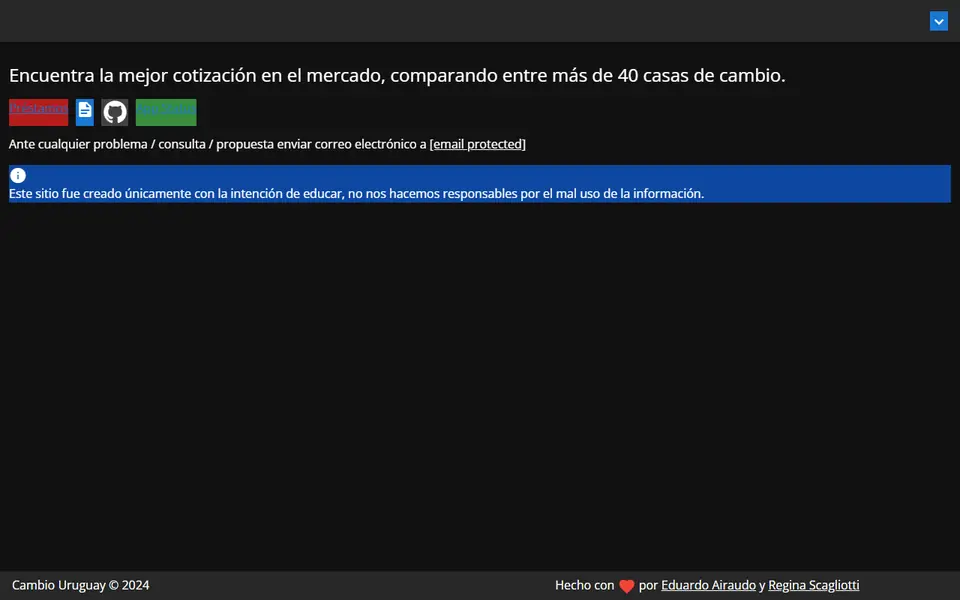 Encuentra la mejor cotización en el mercado, comparando entre más de 40 casas de cambio.
Préstamos
Ante cualquier problema / consulta / propuesta enviar correo electrónico a [email protected]
Este sitio fue creado únicamente con la intención de educar, no nos hacemos responsables por el mal uso de la información.
Cambio Uruguay © 2024
Hecho con ❤️ por Eduardo Airaudo y Regina Scagliotti